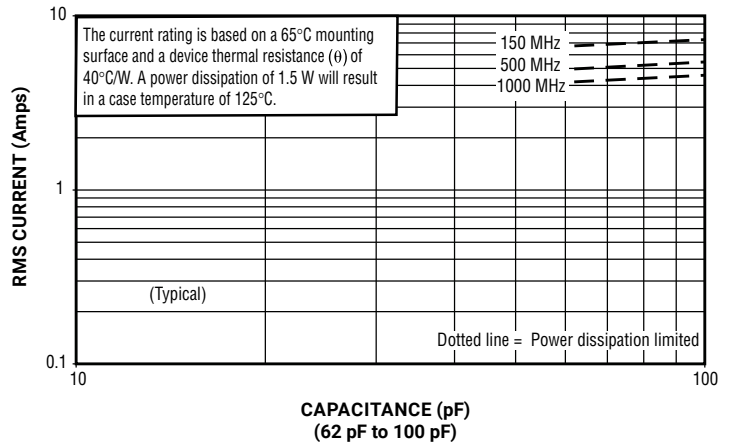 10
The current rating is based on a 65°C mounting
surface and a device thermal resistance (θ) of
40°C/W. A power dissipation of 1.5 W will result
in a case temperature of 125°C.
150 MHz
500 MHz
1000 MHz
RMS CURRENT (Amps)
1
(Typical)
Dotted line = Power dissipation limited
0.1
10
100
CAPACITANCE (pF)
(62 pF to 100 pF)